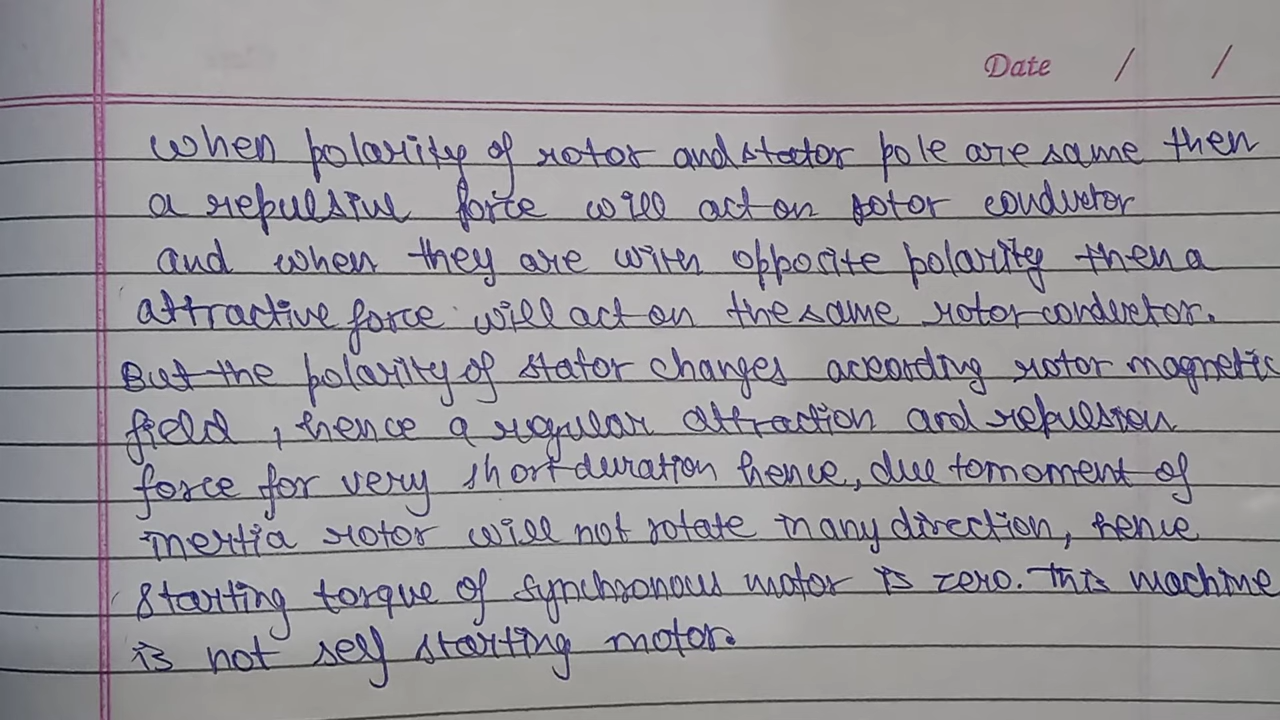 Date / /
When polarity of rotor and stator pole are same then
a repulsive force will act on rotor conductor
and when they are with opposite polarity then a
attractive force will act on the same rotor conductor.
But the polarity of stator changes according rotor magnetic
field, hence a regular attraction and repulsion
force for very short duration hence, due to moment of
inertia rotor will not rotate in any direction, hence
starting torque of synchronous motor is zero. This machine
is not self starting motor.